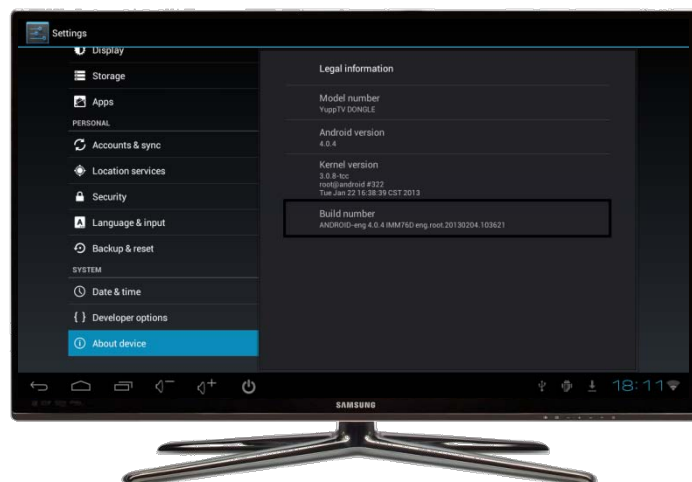 Settings
Display
Storage
Apps
PERSONAL
Accounts & sync
Location services
Security
Language & input
Backup & reset
SYSTEM
Date & time
{ } Developer options
About device
Legal information
Model number
YuppTV DONGLE
Android version
4.0.4
Kernel version
3.0.8-tcc
root@android #322
Tue Jan 22 16:38:39 CST 2013
Build number
ANDROID-eng 4.0.4 IMM76D eng.root.20130204.103621
18:11
SAMSUNG